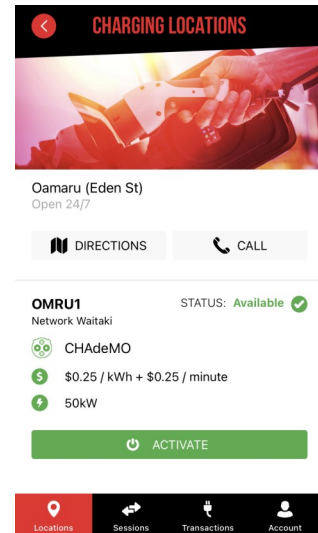 CHARGING LOCATIONS
Oamaru (Eden St)
Open 24/7
DIRECTIONS
CALL
OMRU1
STATUS: Available
Network Waitaki
CHAdeMO
$ $0.25 / kWh + $0.25 / minute
50kW
ACTIVATE
Locations Sessions Transactions Account